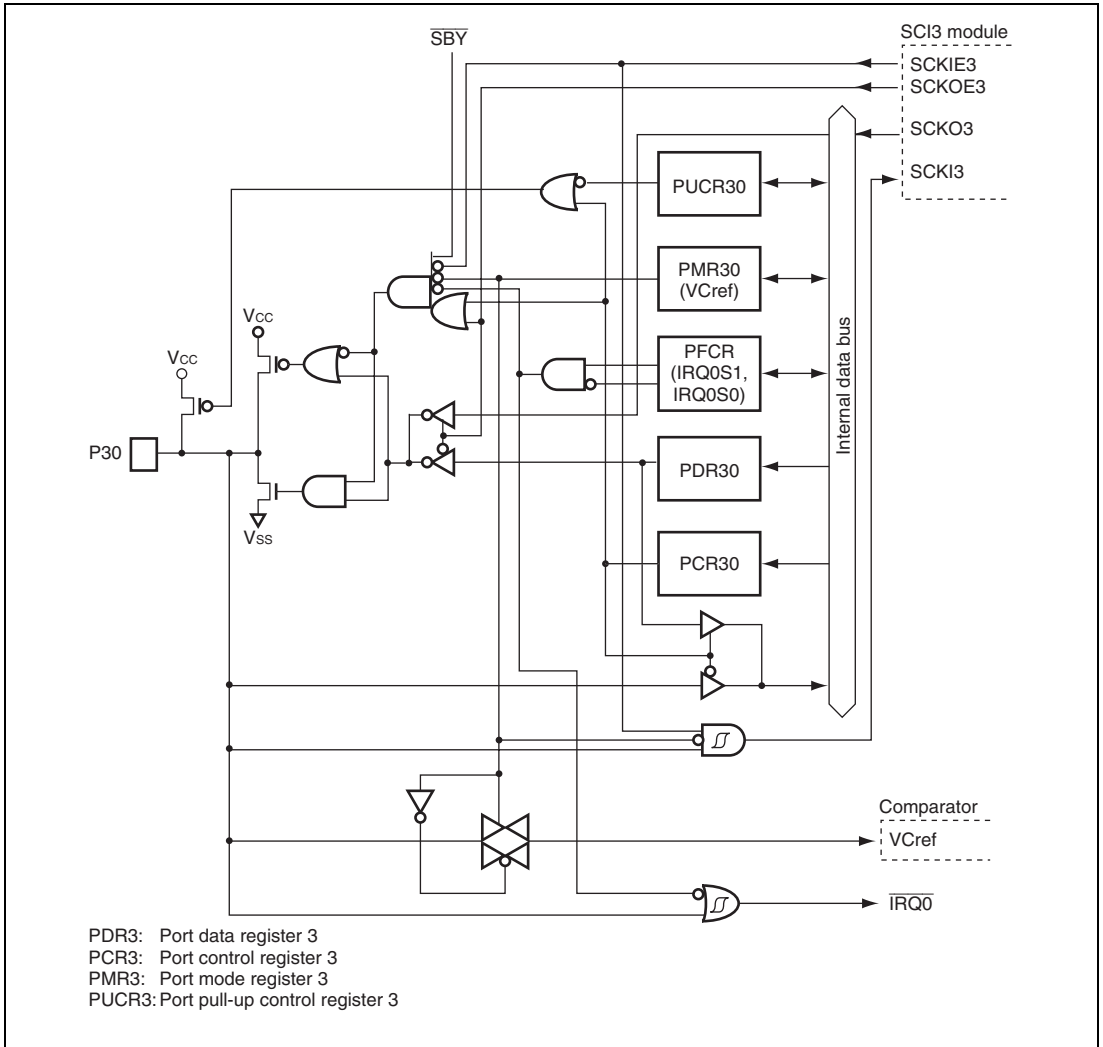 SBY
SCI3 module
SCKIE3
SCKOE3
SCKO3
SCKI3
PUCR30
PMR30
(VCref)
PFCR
(IRQ0S1,
IRQ0S0)
PDR30
PCR30
Internal data bus
VCC
VCC
P30
VSS
Comparator
VCref
IRQ0
PDR3: Port data register 3
PCR3: Port control register 3
PMR3: Port mode register 3
PUCR3: Port pull-up control register 3